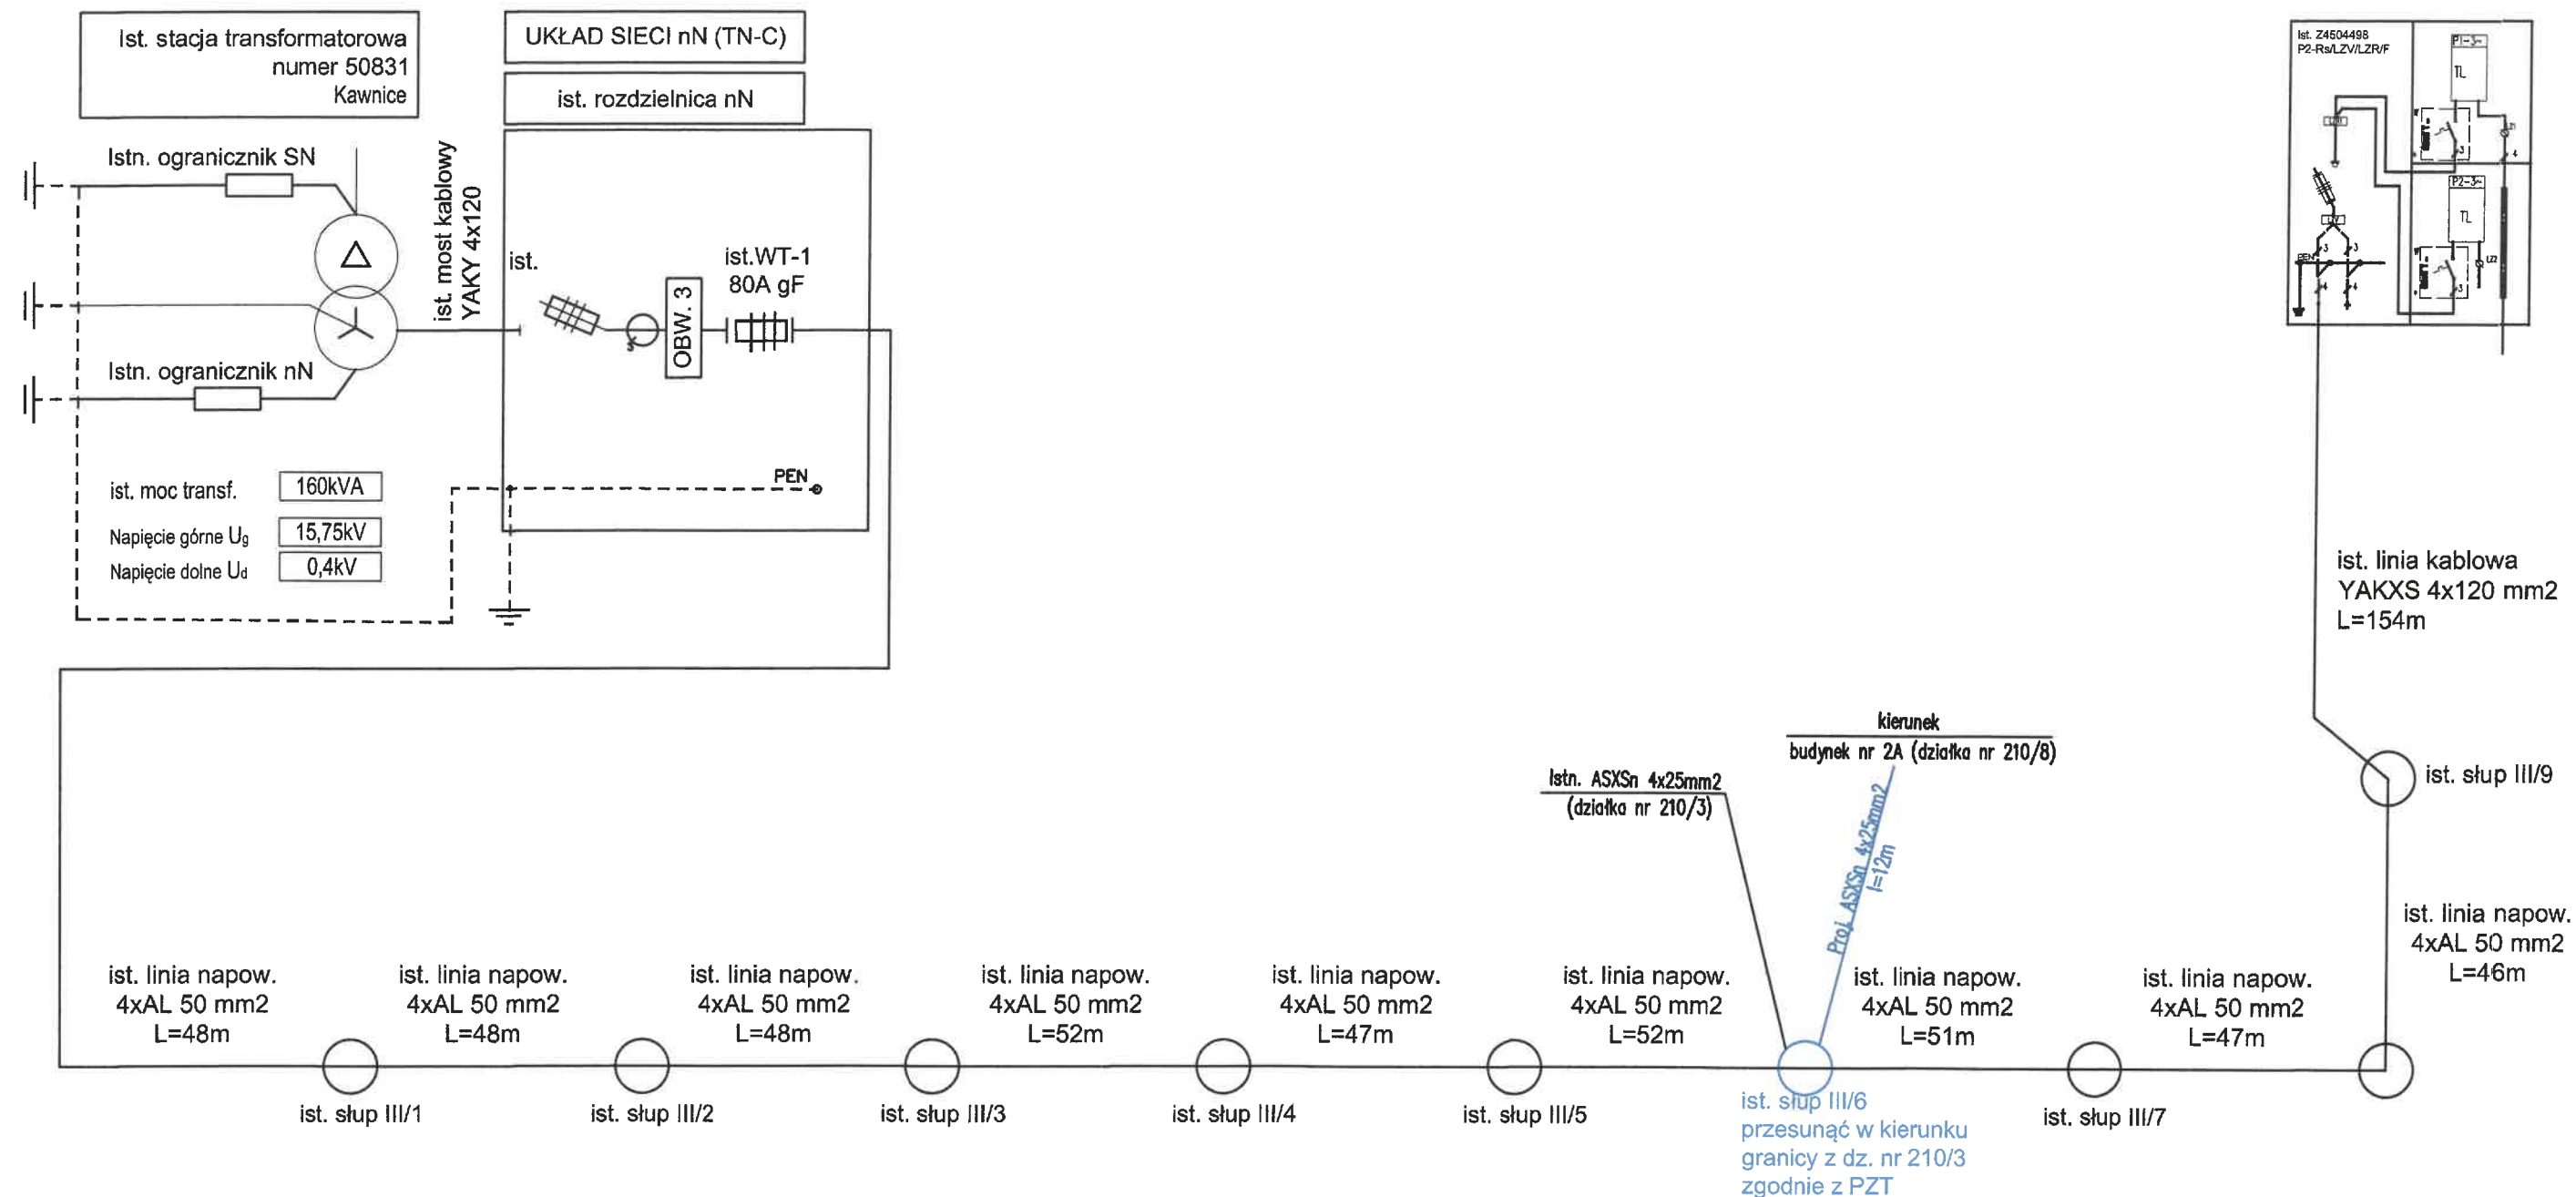 Ist. stacja transformatorowa
numer 50831
Kawnice
UKŁAD SIECI nN (TN-C)
ist. rozdzielnica nN
Istn. ogranicznik SN
Istn. ogranicznik nN
ist. most kablowy
YAKY 4x120
ist.
OBW. 3
ist.WT-1
80A gF
PEN
ist. moc transf.
160kVA
Napięcie górne Ug
15,75kV
Napięcie dolne Ud
0,4kV
Ist. Z4504498
P2-Rs/LZV/LZR/F
P1-3~
TL
3
4
P2-3~
TL
3
PEN
3
3
4
4
ist. linia kablowa
YAKXS 4x120 mm2
L=154m
ist. słup III/9
ist. linia napow.
4xAL 50 mm2
L=46m
kierunek
budynek nr 2A (działka nr 210/8)
Istn. ASXSn 4x25mm2
(działka nr 210/3)
Proj. ASXSn 4x25mm2
l=12m
ist. linia napow.
4xAL 50 mm2
L=48m
ist. linia napow.
4xAL 50 mm2
L=48m
ist. linia napow.
4xAL 50 mm2
L=48m
ist. linia napow.
4xAL 50 mm2
L=52m
ist. linia napow.
4xAL 50 mm2
L=47m
ist. linia napow.
4xAL 50 mm2
L=52m
ist. linia napow.
4xAL 50 mm2
L=51m
ist. linia napow.
4xAL 50 mm2
L=47m
ist. słup III/1
ist. słup III/2
ist. słup III/3
ist. słup III/4
ist. słup III/5
ist. słup III/6
przesunąć w kierunku
granicy z dz. nr 210/3
zgodnie z PZT
ist. słup III/7